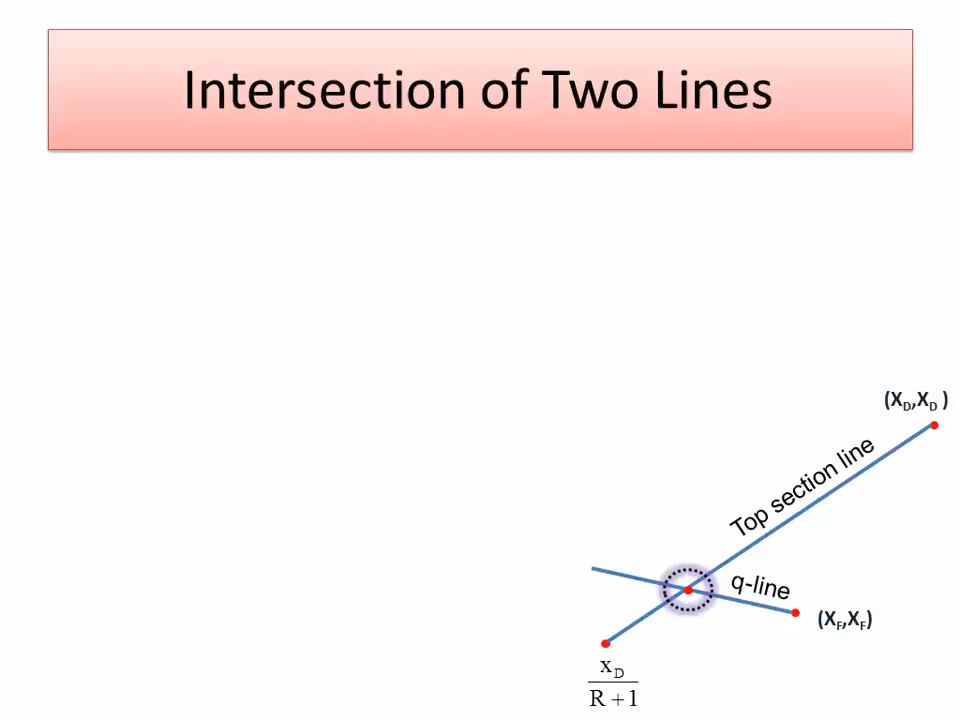 Intersection of Two Lines
(X_D,X_D )
Top section line
q-line
(X_F,X_F)
x_D
R + 1